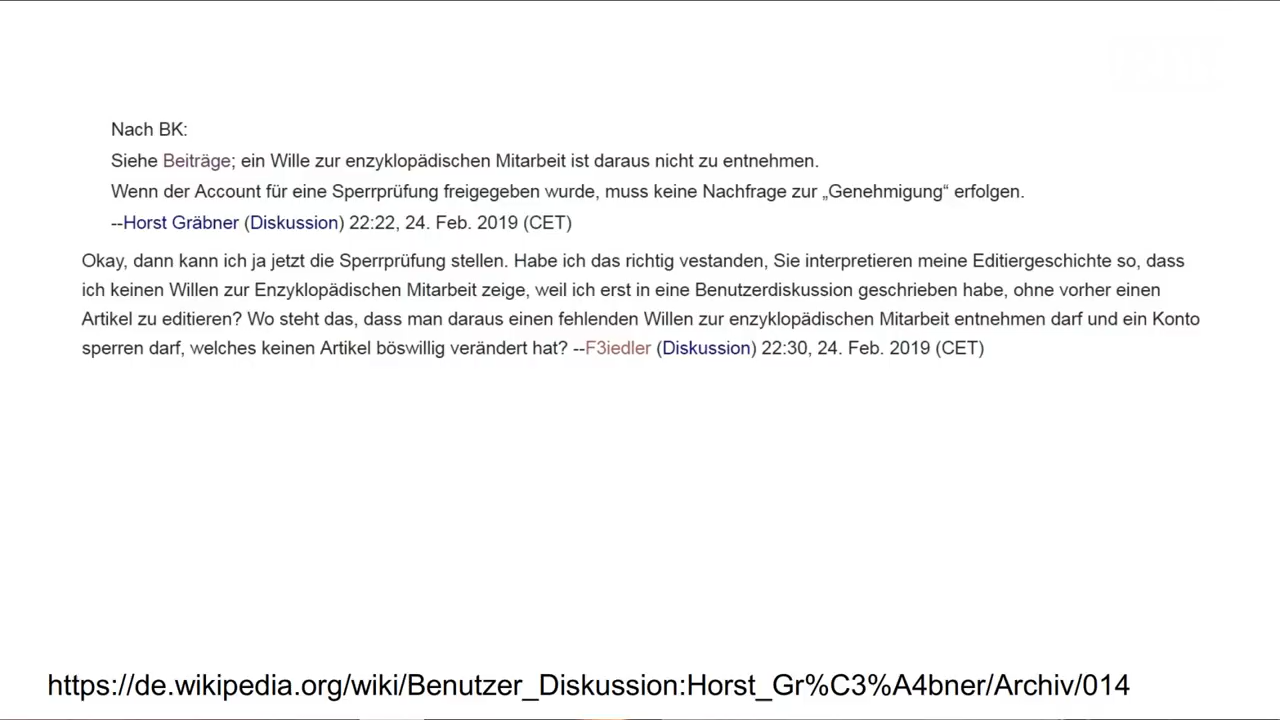 Nach BK:
Siehe Beiträge; ein Wille zur enzyklopädischen Mitarbeit ist daraus nicht zu entnehmen.
Wenn der Account für eine Sperrprüfung freigegeben wurde, muss keine Nachfrage zur „Genehmigung“ erfolgen.
--Horst Gräbner (Diskussion) 22:22, 24. Feb. 2019 (CET)
Okay, dann kann ich ja jetzt die Sperrprüfung stellen. Habe ich das richtig vestanden, Sie interpretieren meine Editiergeschichte so, dass
ich keinen Willen zur Enzyklopädischen Mitarbeit zeige, weil ich erst in eine Benutzerdiskussion geschrieben habe, ohne vorher einen
Artikel zu editieren? Wo steht das, dass man daraus einen fehlenden Willen zur enzyklopädischen Mitarbeit entnehmen darf und ein Konto
sperren darf, welches keinen Artikel böswillig verändert hat? --F3iedler (Diskussion) 22:30, 24. Feb. 2019 (CET)
https://de.wikipedia.org/wiki/Benutzer_Diskussion:Horst_Gr%C3%A4bner/Archiv/014